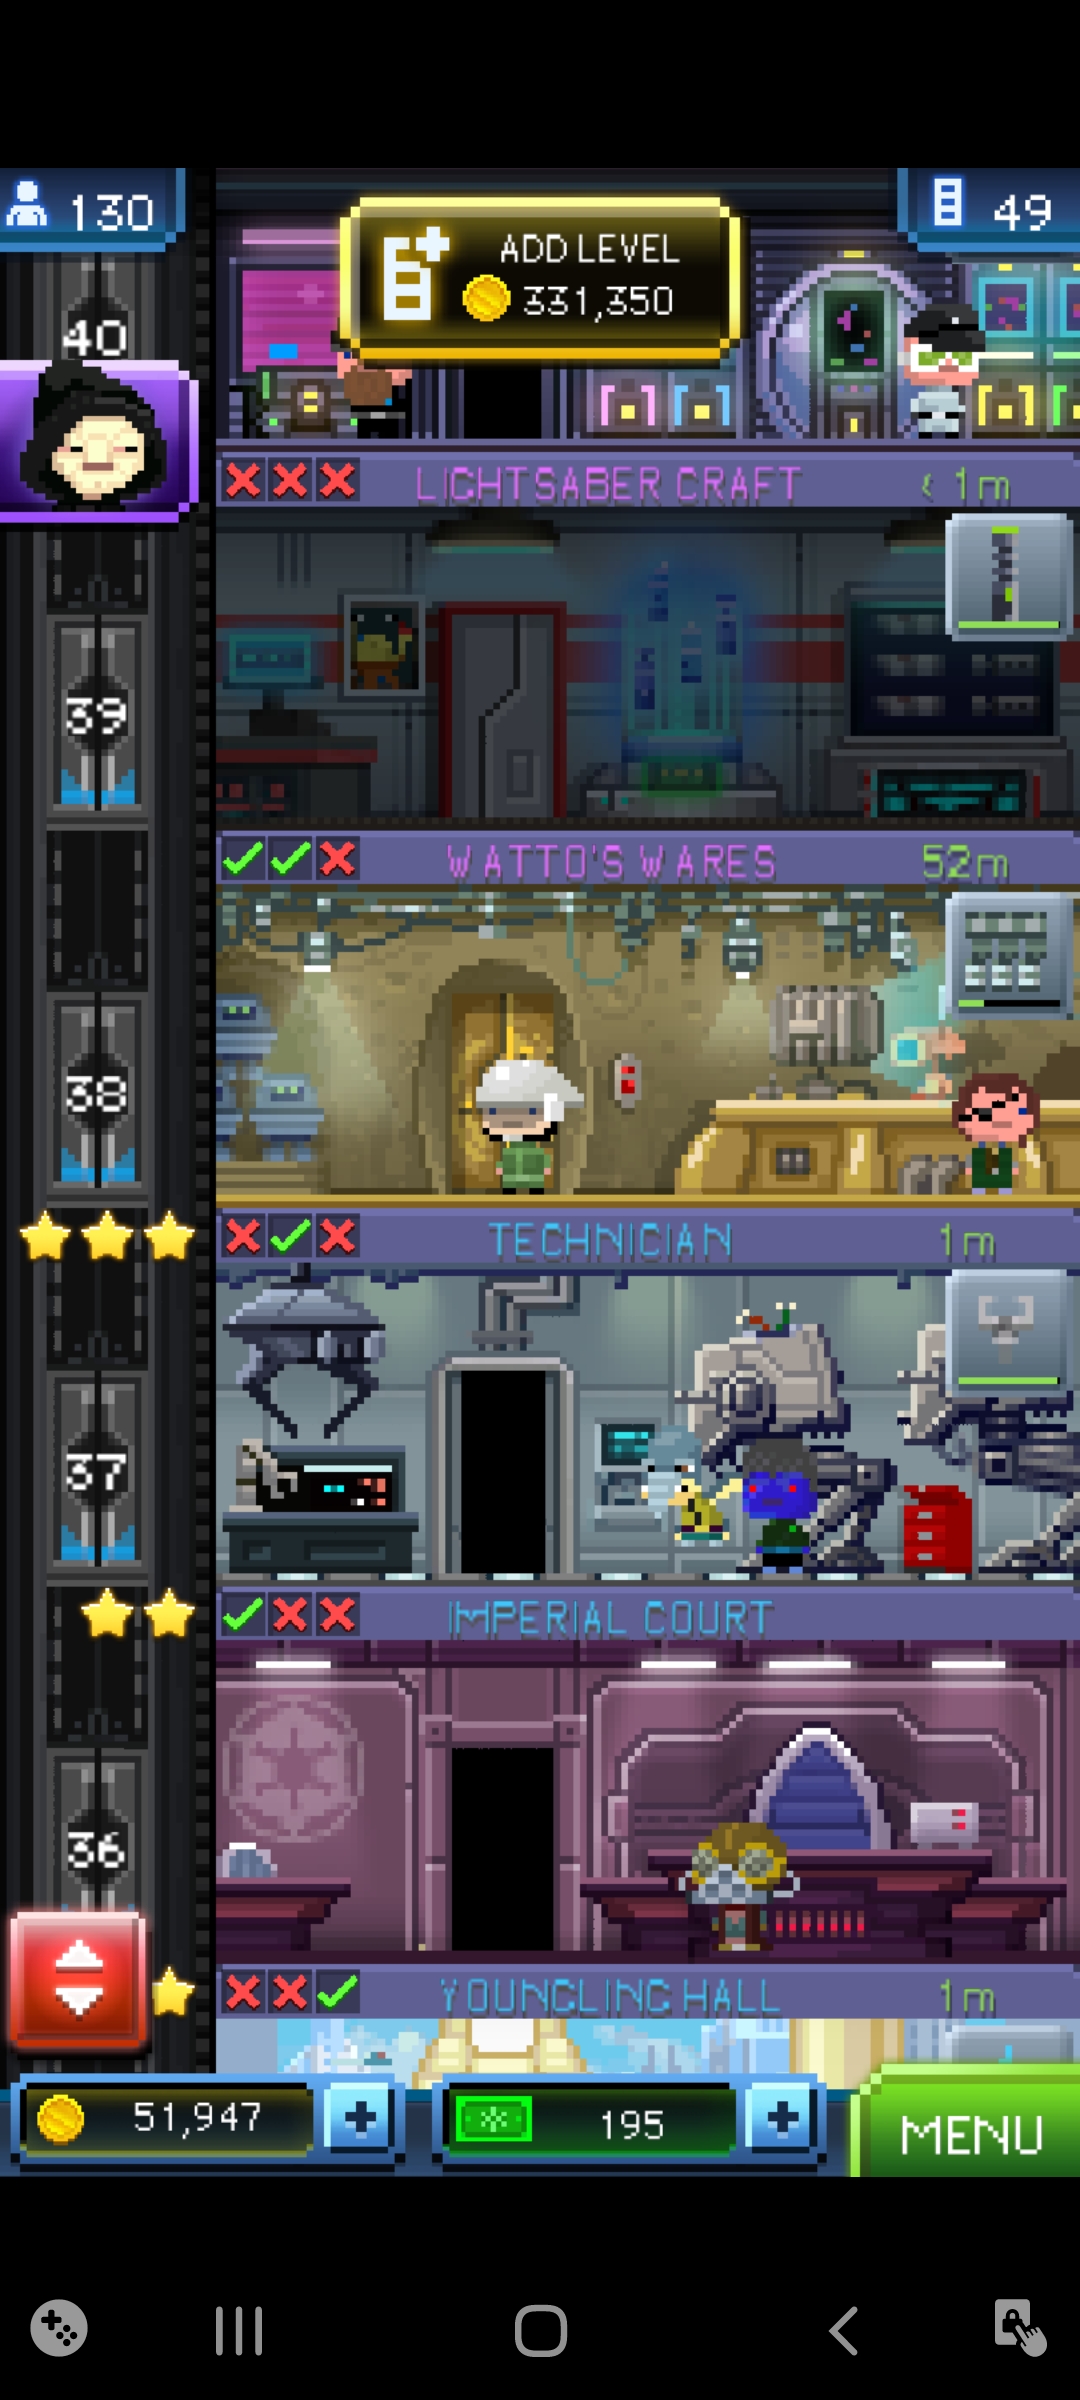 130
ADD LEVEL
331,350
49
40
LIGHTSABER CRAFT
< 1m
39
WATTO'S WARES
52m
38
TECHNICIAN
1m
37
IMPERIAL COURT
36
YOUNGLING HALL
1m
51,947
195
MENU